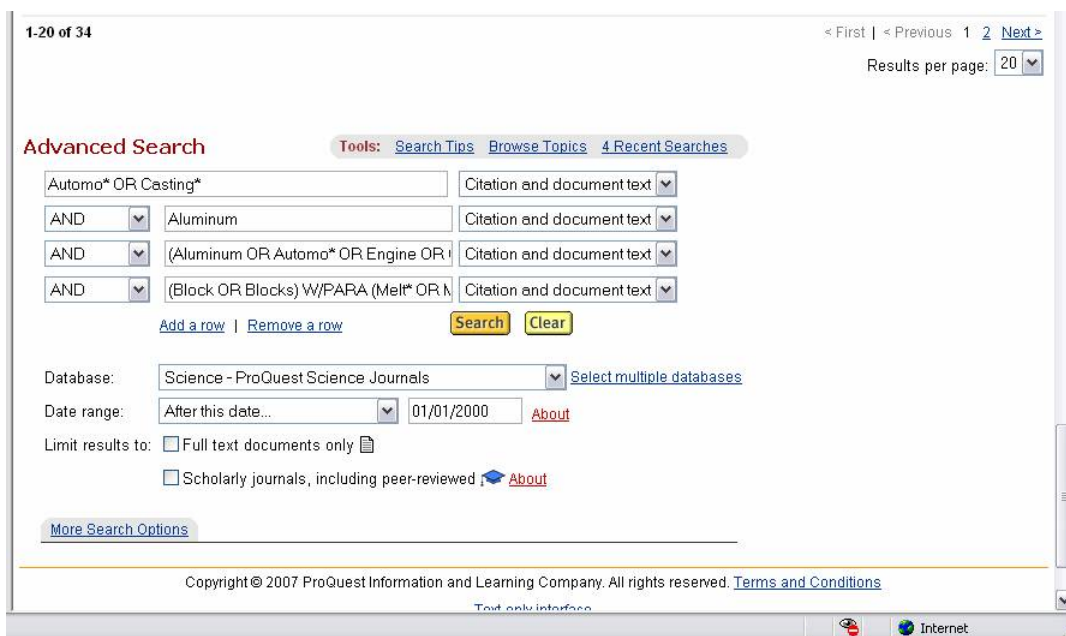 1-20 of 34 < First | < Previous 1 2 Next >
Results per page: 20
Advanced Search Tools: Search Tips Browse Topics 4 Recent Searches
Automo* OR Casting* Citation and document text
AND Aluminum Citation and document text
AND (Aluminum OR Automo* OR Engine OR Citation and document text
AND (Block OR Blocks) W/PARA (Melt* OR Citation and document text
Add a row | Remove a row Search Clear
Database: Science - ProQuest Science Journals Select multiple databases
Date range: After this date... 01/01/2000 About
Limit results to: Full text documents only
Scholarly journals, including peer-reviewed About
More Search Options
Copyright © 2007 ProQuest Information and Learning Company. All rights reserved. Terms and Conditions
Text only interface
Internet